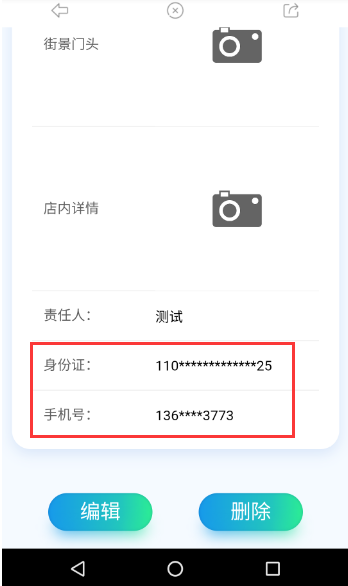 街景门头
店内详情
责任人： 测试
身份证： 110*************25
手机号： 136****3773
编辑 删除